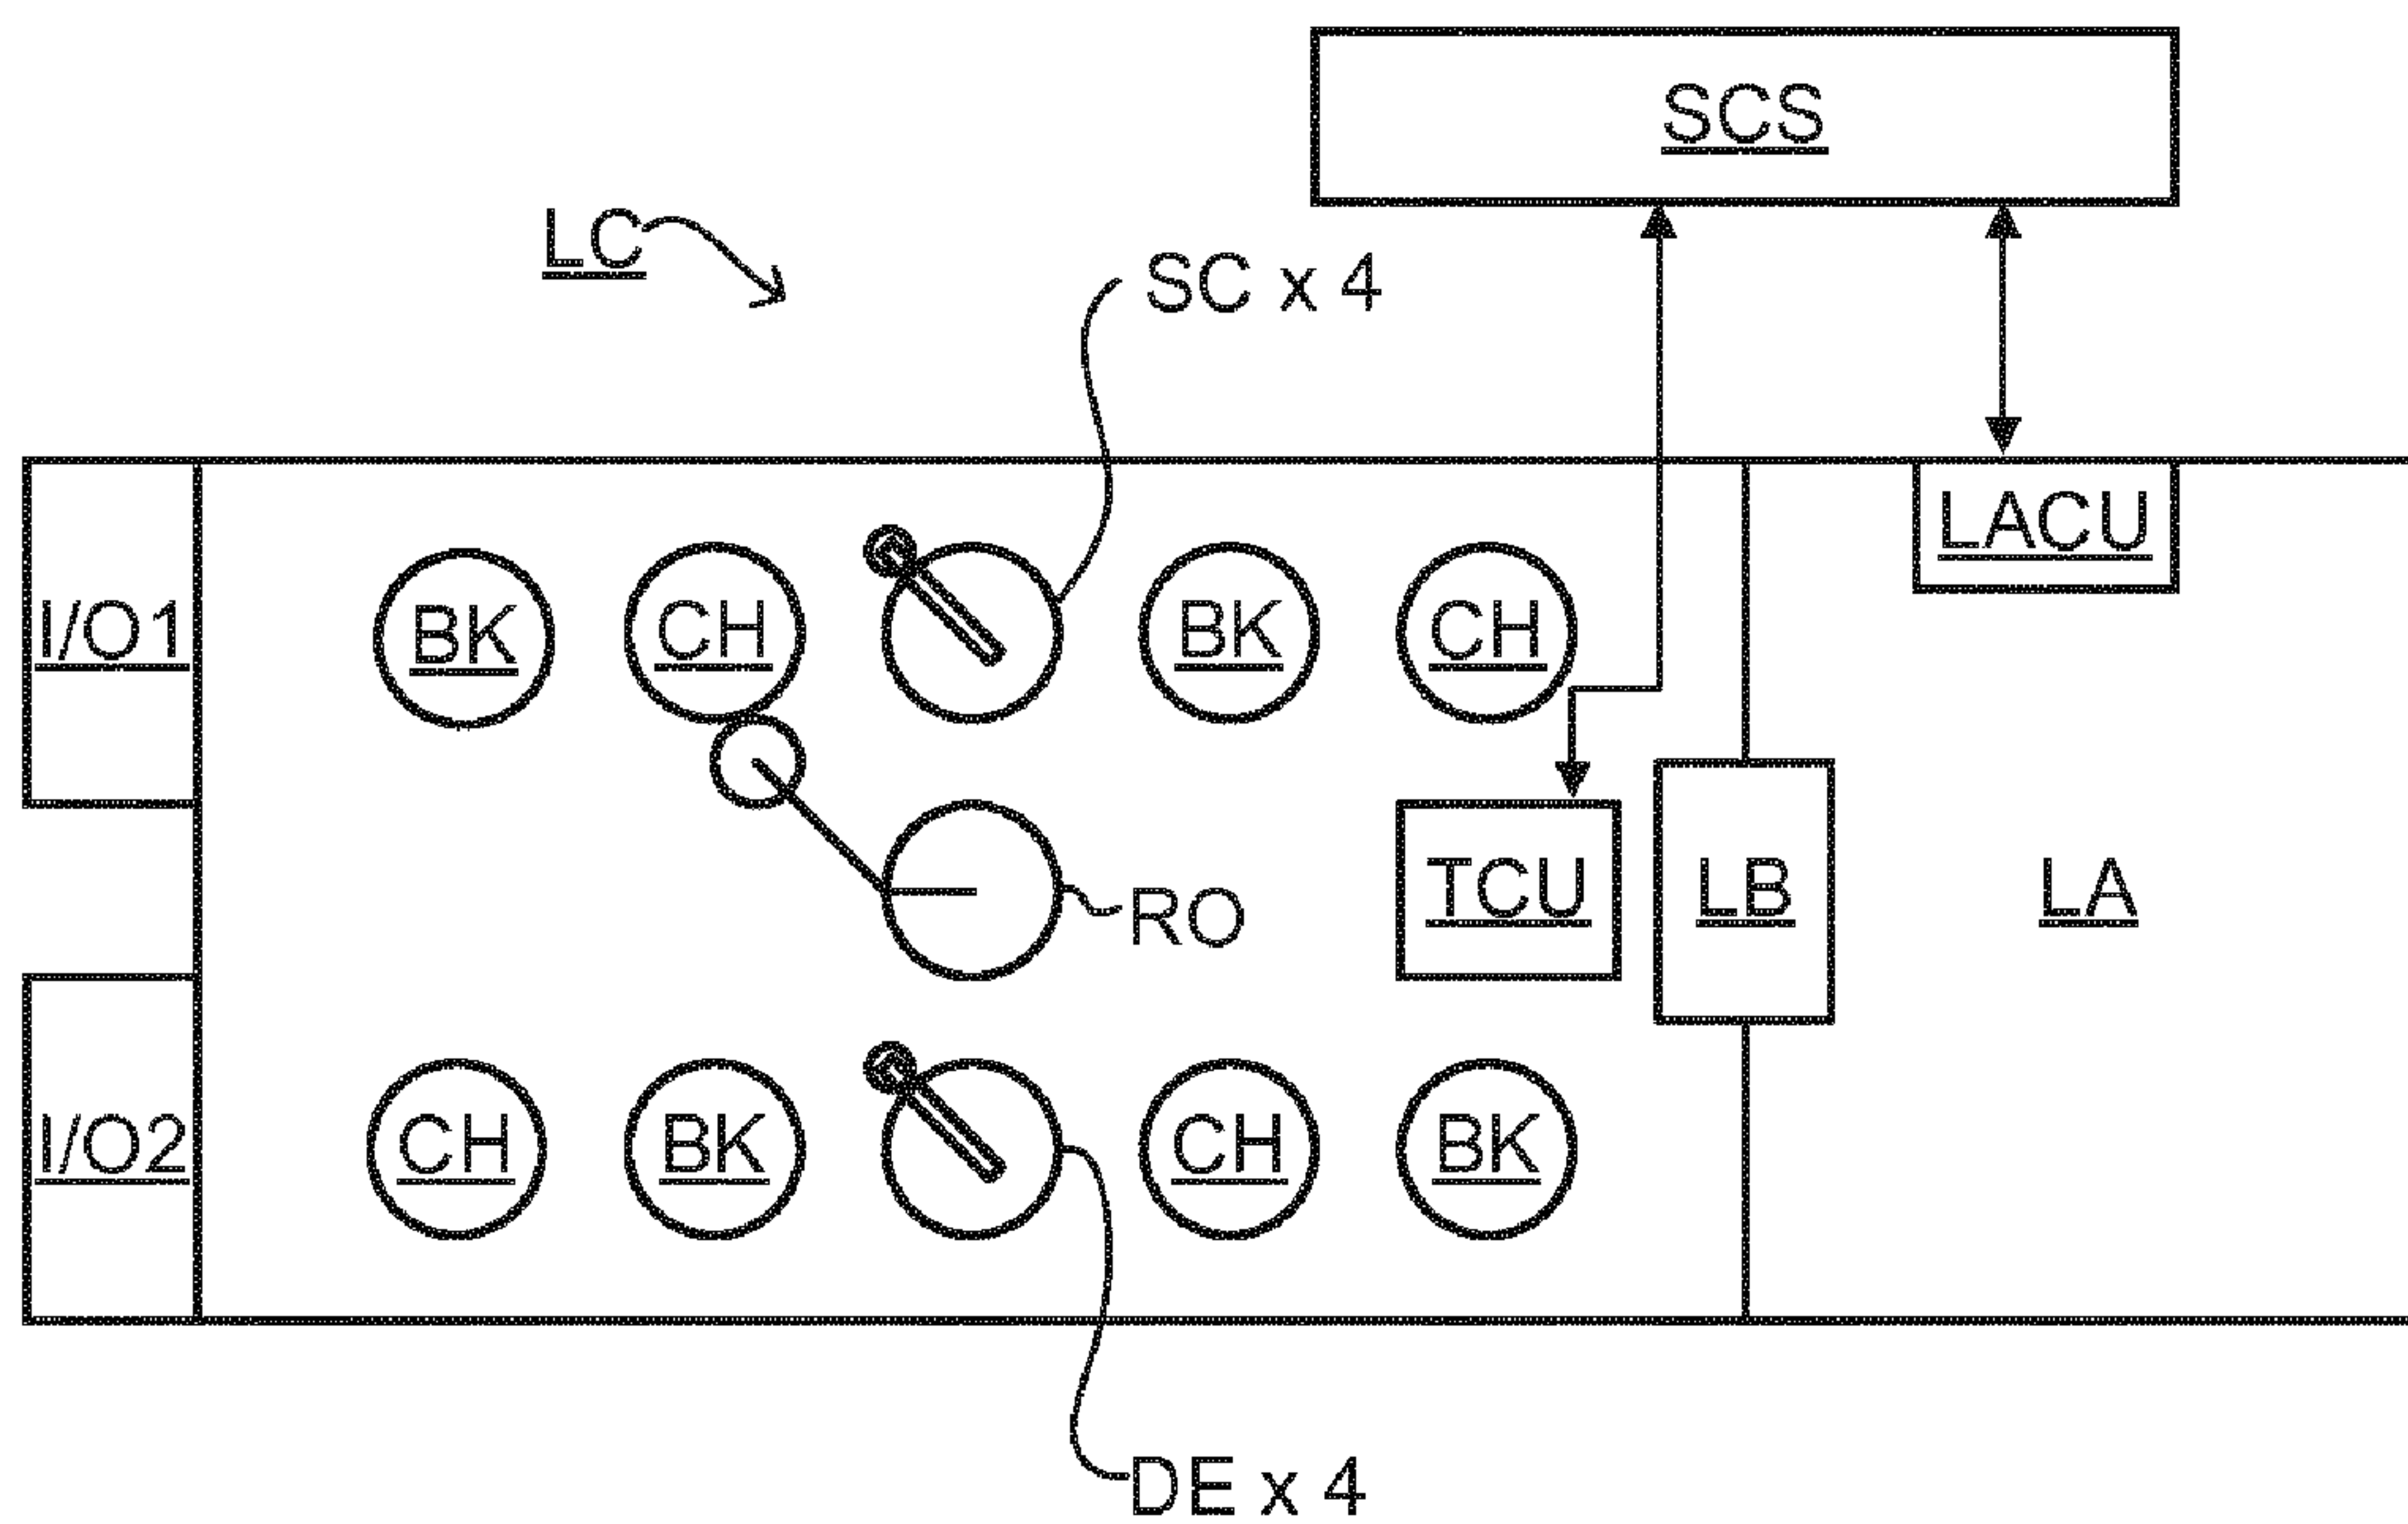 SCS
LC
SC x 4
LACU
I/O1
BK
CH
BK
CH
TCU
LB
LA
RO
I/O2
CH
BK
CH
BK
DE x 4